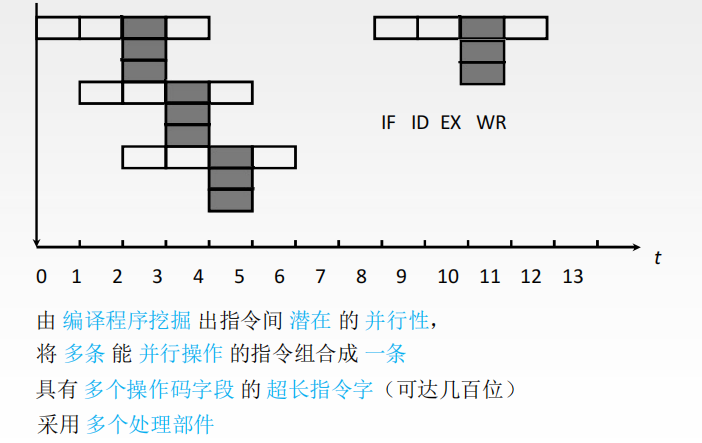 IF ID EX WR
t
0 1 2 3 4 5 6 7 8 9 10 11 12 13
由 编译程序挖掘 出指令间 潜在 的 并行性，
将 多条 能 并行操作 的指令组合成 一条
具有 多个操作码字段 的 超长指令字（可达几百位）
采用 多个处理部件